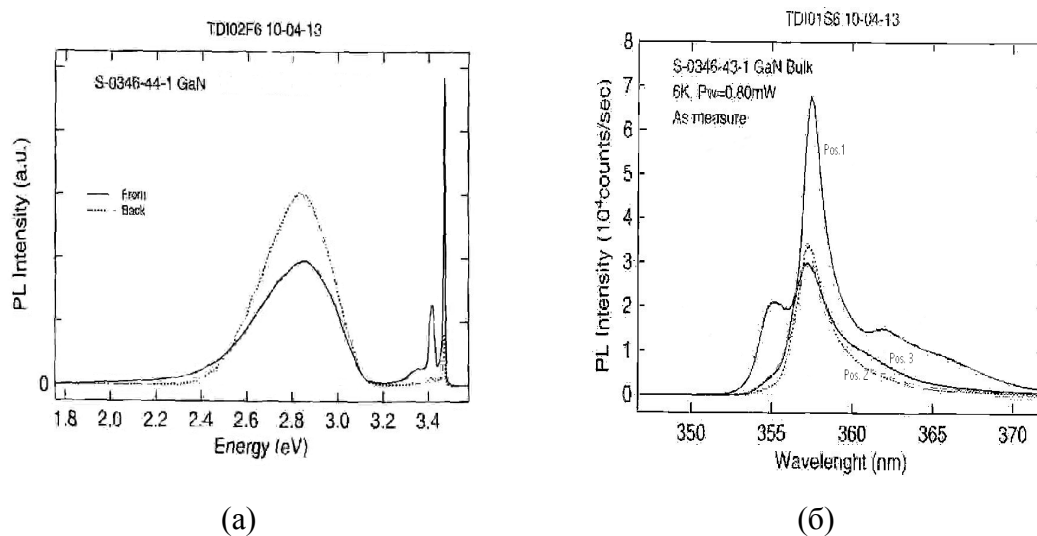 TDI02F6 10-04-13
S-0346-44-1 GaN
Front
Back
PL Intensity (a.u.)
0
1.8 2.0 2.2 2.4 2.6 2.8 3.0 3.2 3.4
Energy (eV)
(а)
TDI01S6 10-04-13
S-0346-43-1 GaN Bulk
6K, Pw=0.80mW
As measure
Pos.1
Pos. 3
Pos. 2
PL Intensity (10⁴counts/sec)
8
7
6
5
4
3
2
1
0
350 355 360 365 370
Wavelenght (nm)
(б)